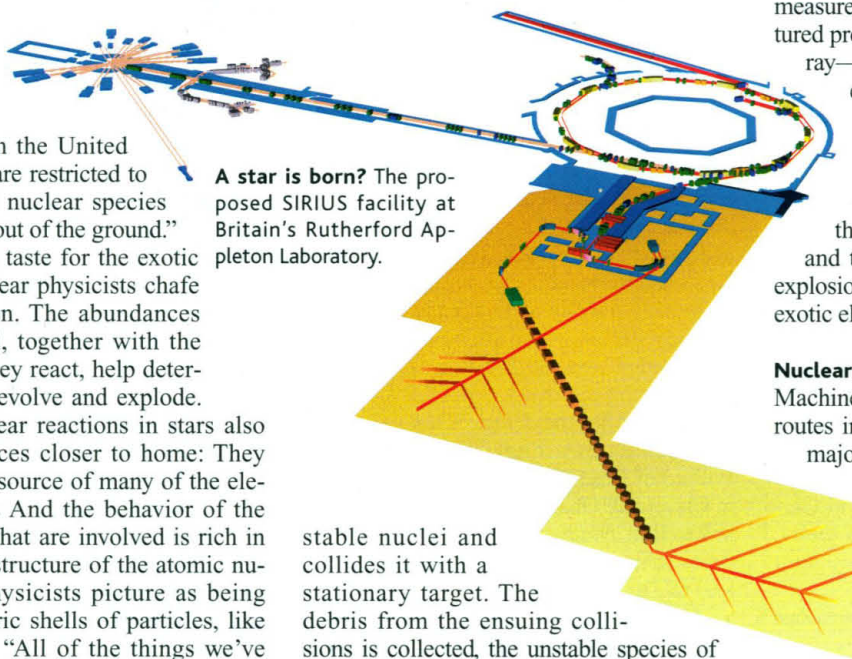 n the United
are restricted to
nuclear species
out of the ground.”
taste for the exotic
ear physicists chafe
n. The abundances
, together with the
ey react, help deter-
evolve and explode.
ear reactions in stars also
ces closer to home: They
source of many of the ele-
And the behavior of the
hat are involved is rich in
structure of the atomic nu-
ysicists picture as being
ric shells of particles, like
“All of the things we’ve
A star is born? The pro-
posed SIRIUS facility at
Britain’s Rutherford Ap-
pleton Laboratory.
stable nuclei and
collides it with a
stationary target. The
debris from the ensuing colli-
sions is collected, the unstable species of
measure
tured pro
ray—
th
and t
explosio
exotic el
Nuclear
Machine
routes in
major